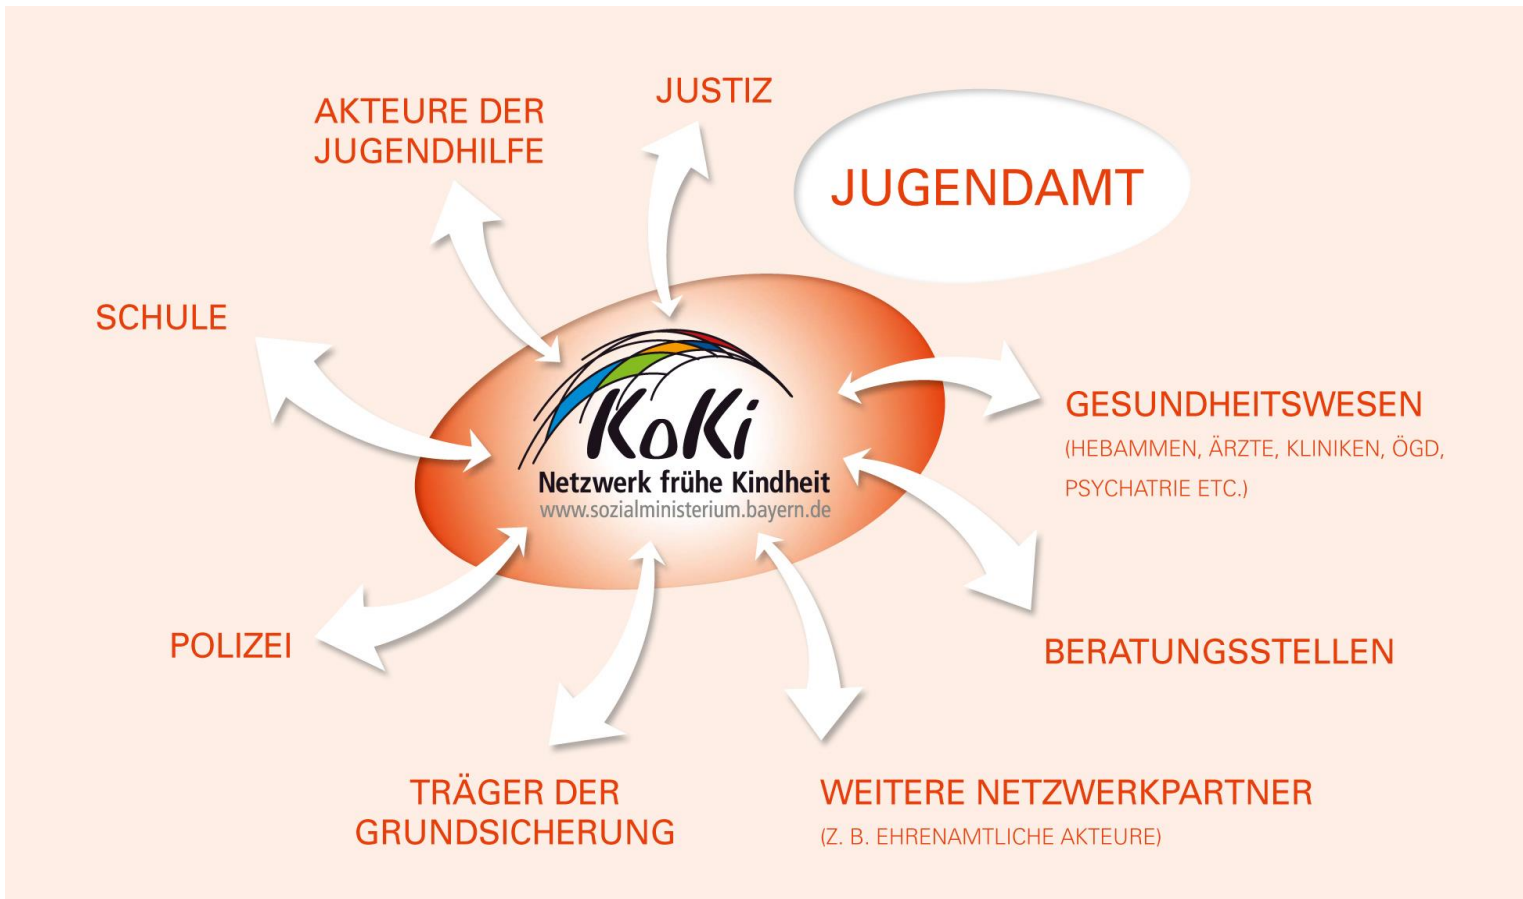 JUSTIZ
AKTEURE DER
JUGENDHILFE
JUGENDAMT
SCHULE
KoKi
Netzwerk frühe Kindheit
www.sozialministerium.bayern.de
GESUNDHEITSWESEN
(HEBAMMEN, ÄRZTE, KLINIKEN, ÖGD,
PSYCHATRIE ETC.)
POLIZEI
BERATUNGSSTELLEN
TRÄGER DER
GRUNDSICHERUNG
WEITERE NETZWERKPARTNER
(Z. B. EHRENAMTLICHE AKTEURE)